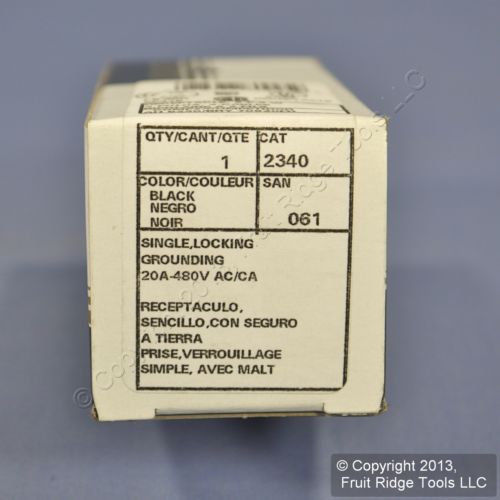 QTY/CANT/QTE CAT
1 2340
COLOR/COULEUR SAN
BLACK
NEGRO
NOIR
061
SINGLE,LOCKING
GROUNDING
20A-480V AC/CA
RECEPTACULO,
SENCILLO,CON SEGURO
A TIERRA
PRISE,VERROUILLAGE
SIMPLE, AVEC MALT
© Copyright 2013,
Fruit Ridge Tools LLC